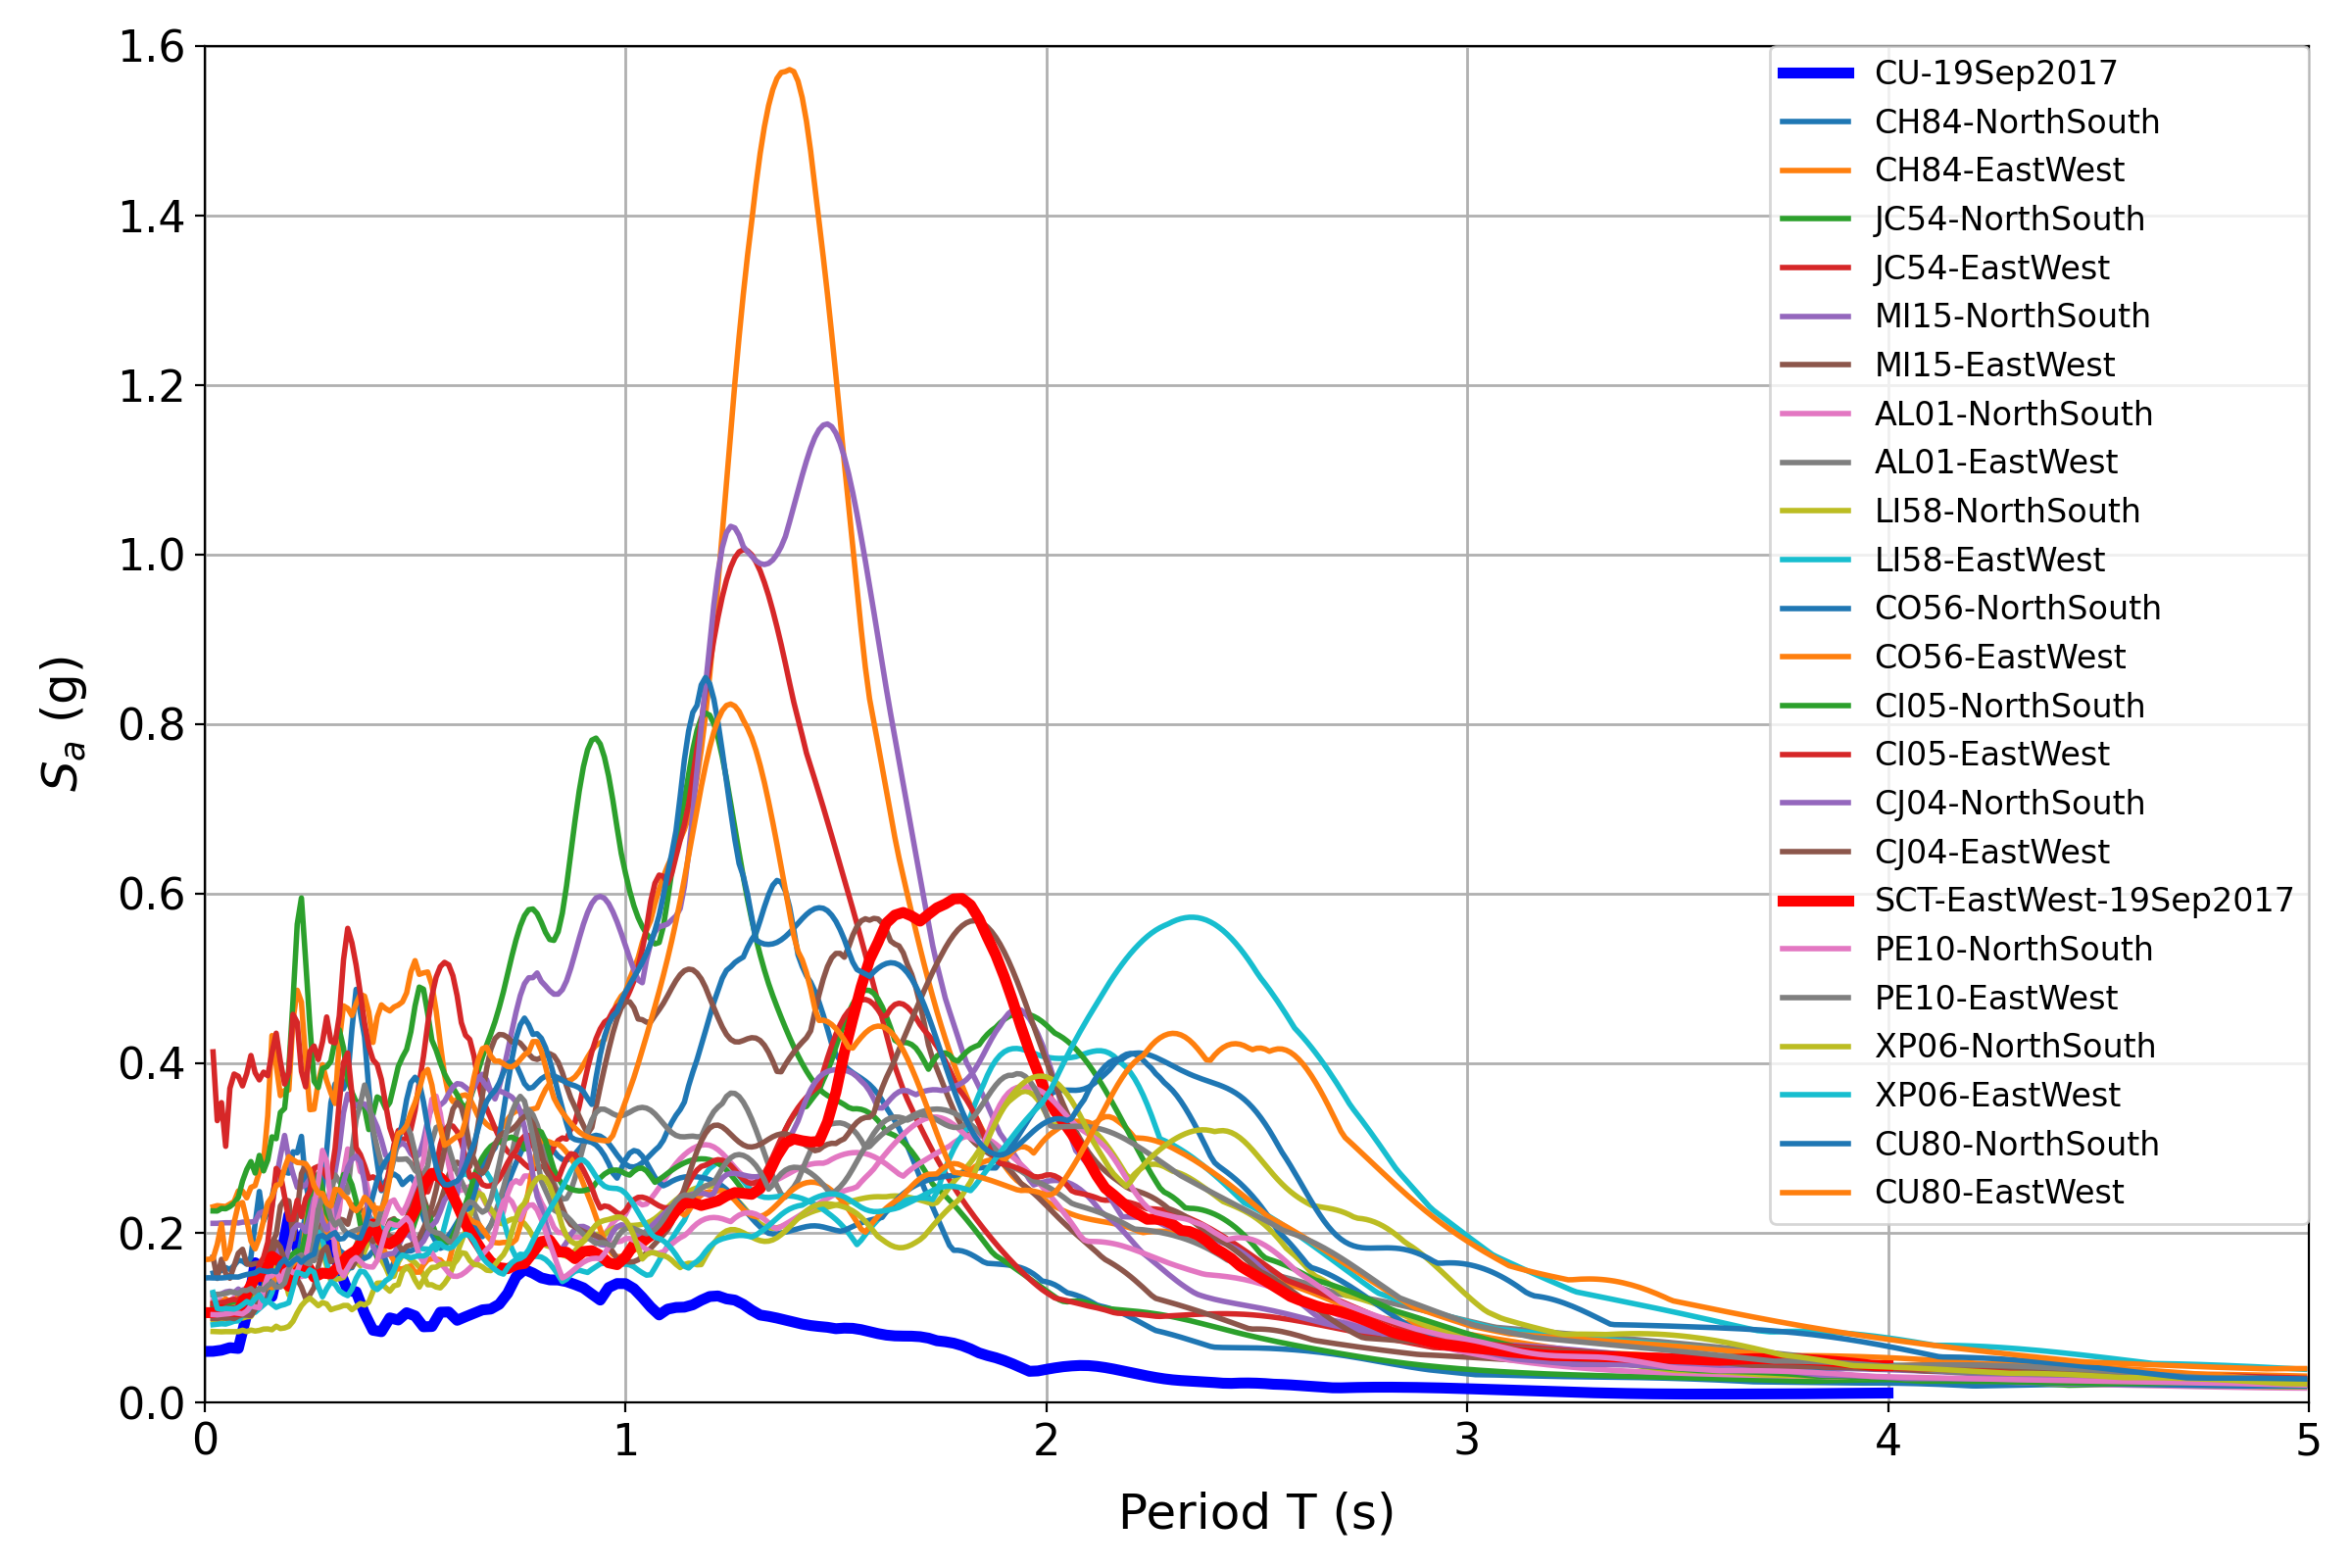 1.6
1.4
1.2
1.0
0.8
0.6
0.4
0.2
0.0
Sₐ (g)
0
1
2
3
4
5
Period T (s)
CU-19Sep2017
CH84-NorthSouth
CH84-EastWest
JC54-NorthSouth
JC54-EastWest
MI15-NorthSouth
MI15-EastWest
AL01-NorthSouth
AL01-EastWest
LI58-NorthSouth
LI58-EastWest
CO56-NorthSouth
CO56-EastWest
CI05-NorthSouth
CI05-EastWest
CJ04-NorthSouth
CJ04-EastWest
SCT-EastWest-19Sep2017
PE10-NorthSouth
PE10-EastWest
XP06-NorthSouth
XP06-EastWest
CU80-NorthSouth
CU80-EastWest